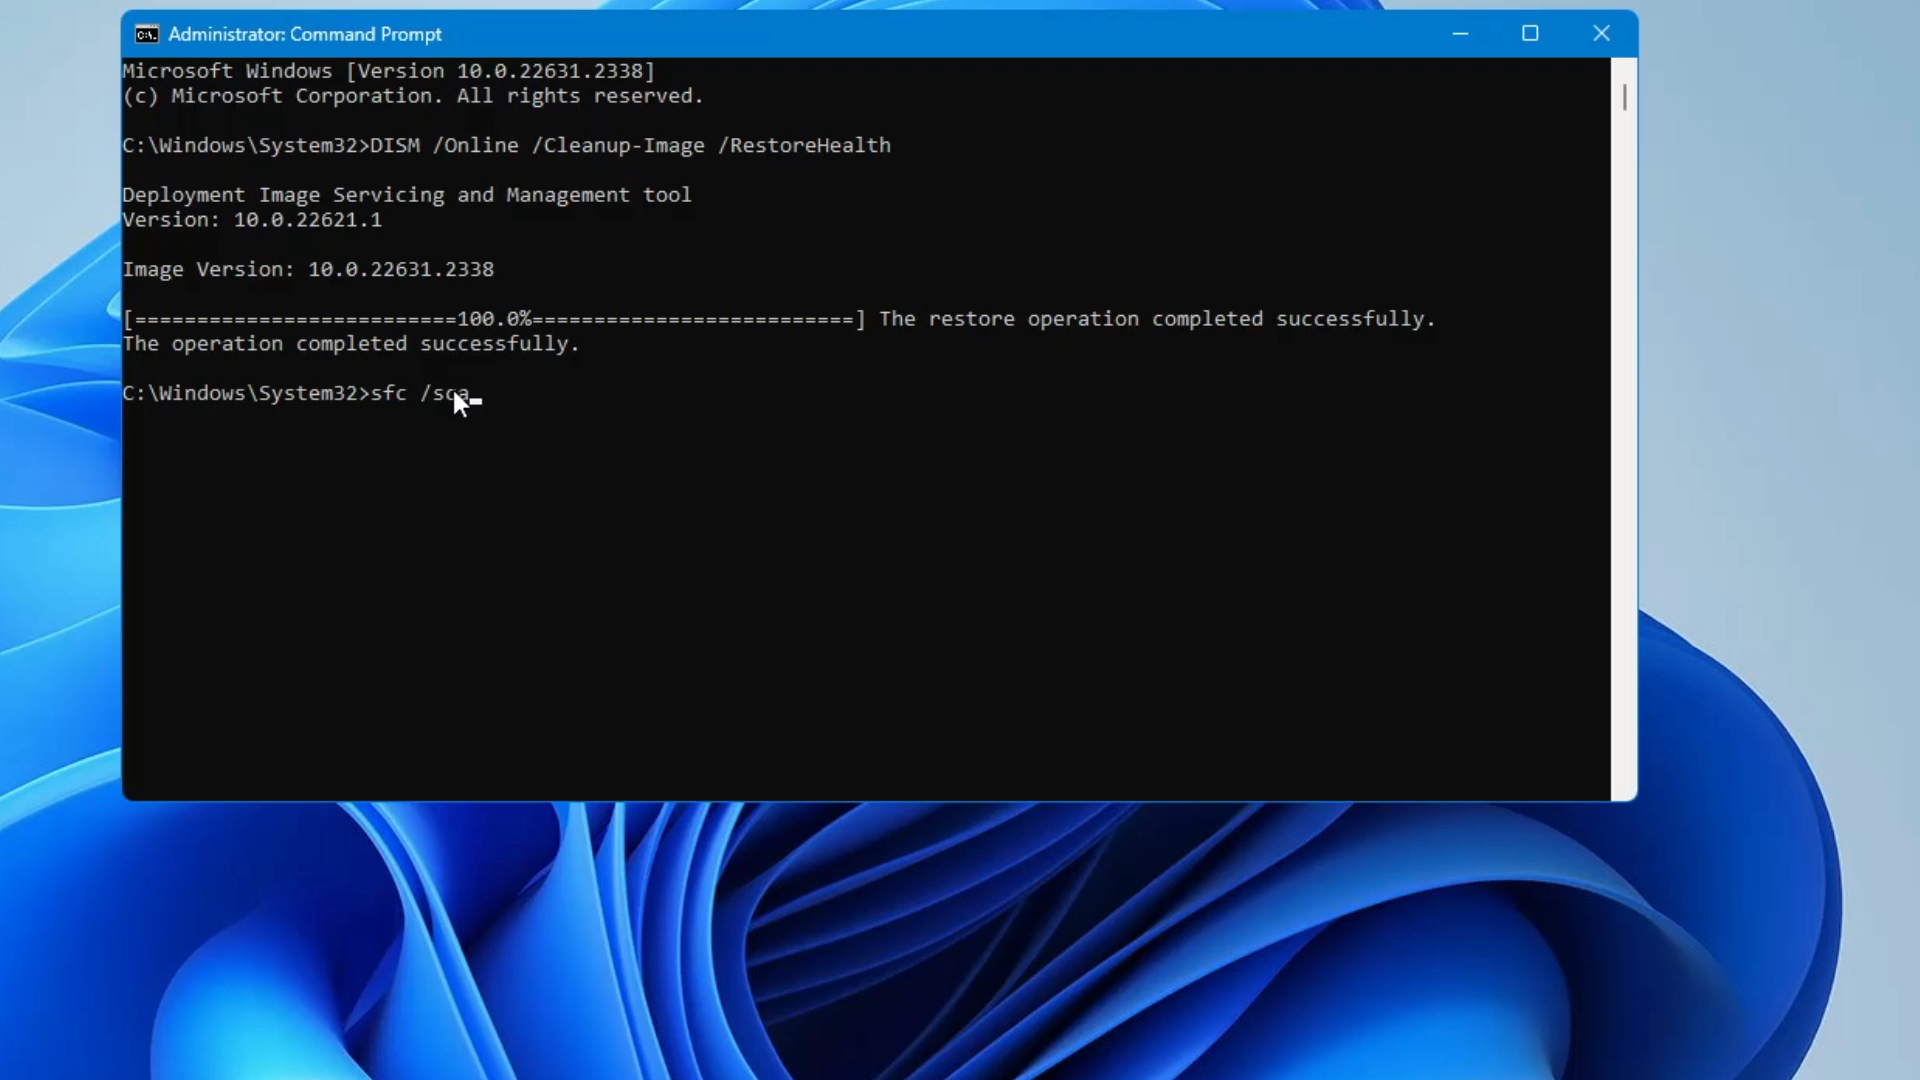 Administrator: Command Prompt
Microsoft Windows [Version 10.0.22631.2338]
(c) Microsoft Corporation. All rights reserved.
C:\Windows\System32>DISM /Online /Cleanup-Image /RestoreHealth
Deployment Image Servicing and Management tool
Version: 10.0.22621.1
Image Version: 10.0.22631.2338
[==========================100.0%==========================] The restore operation completed successfully.
The operation completed successfully.
C:\Windows\System32>sfc /sca